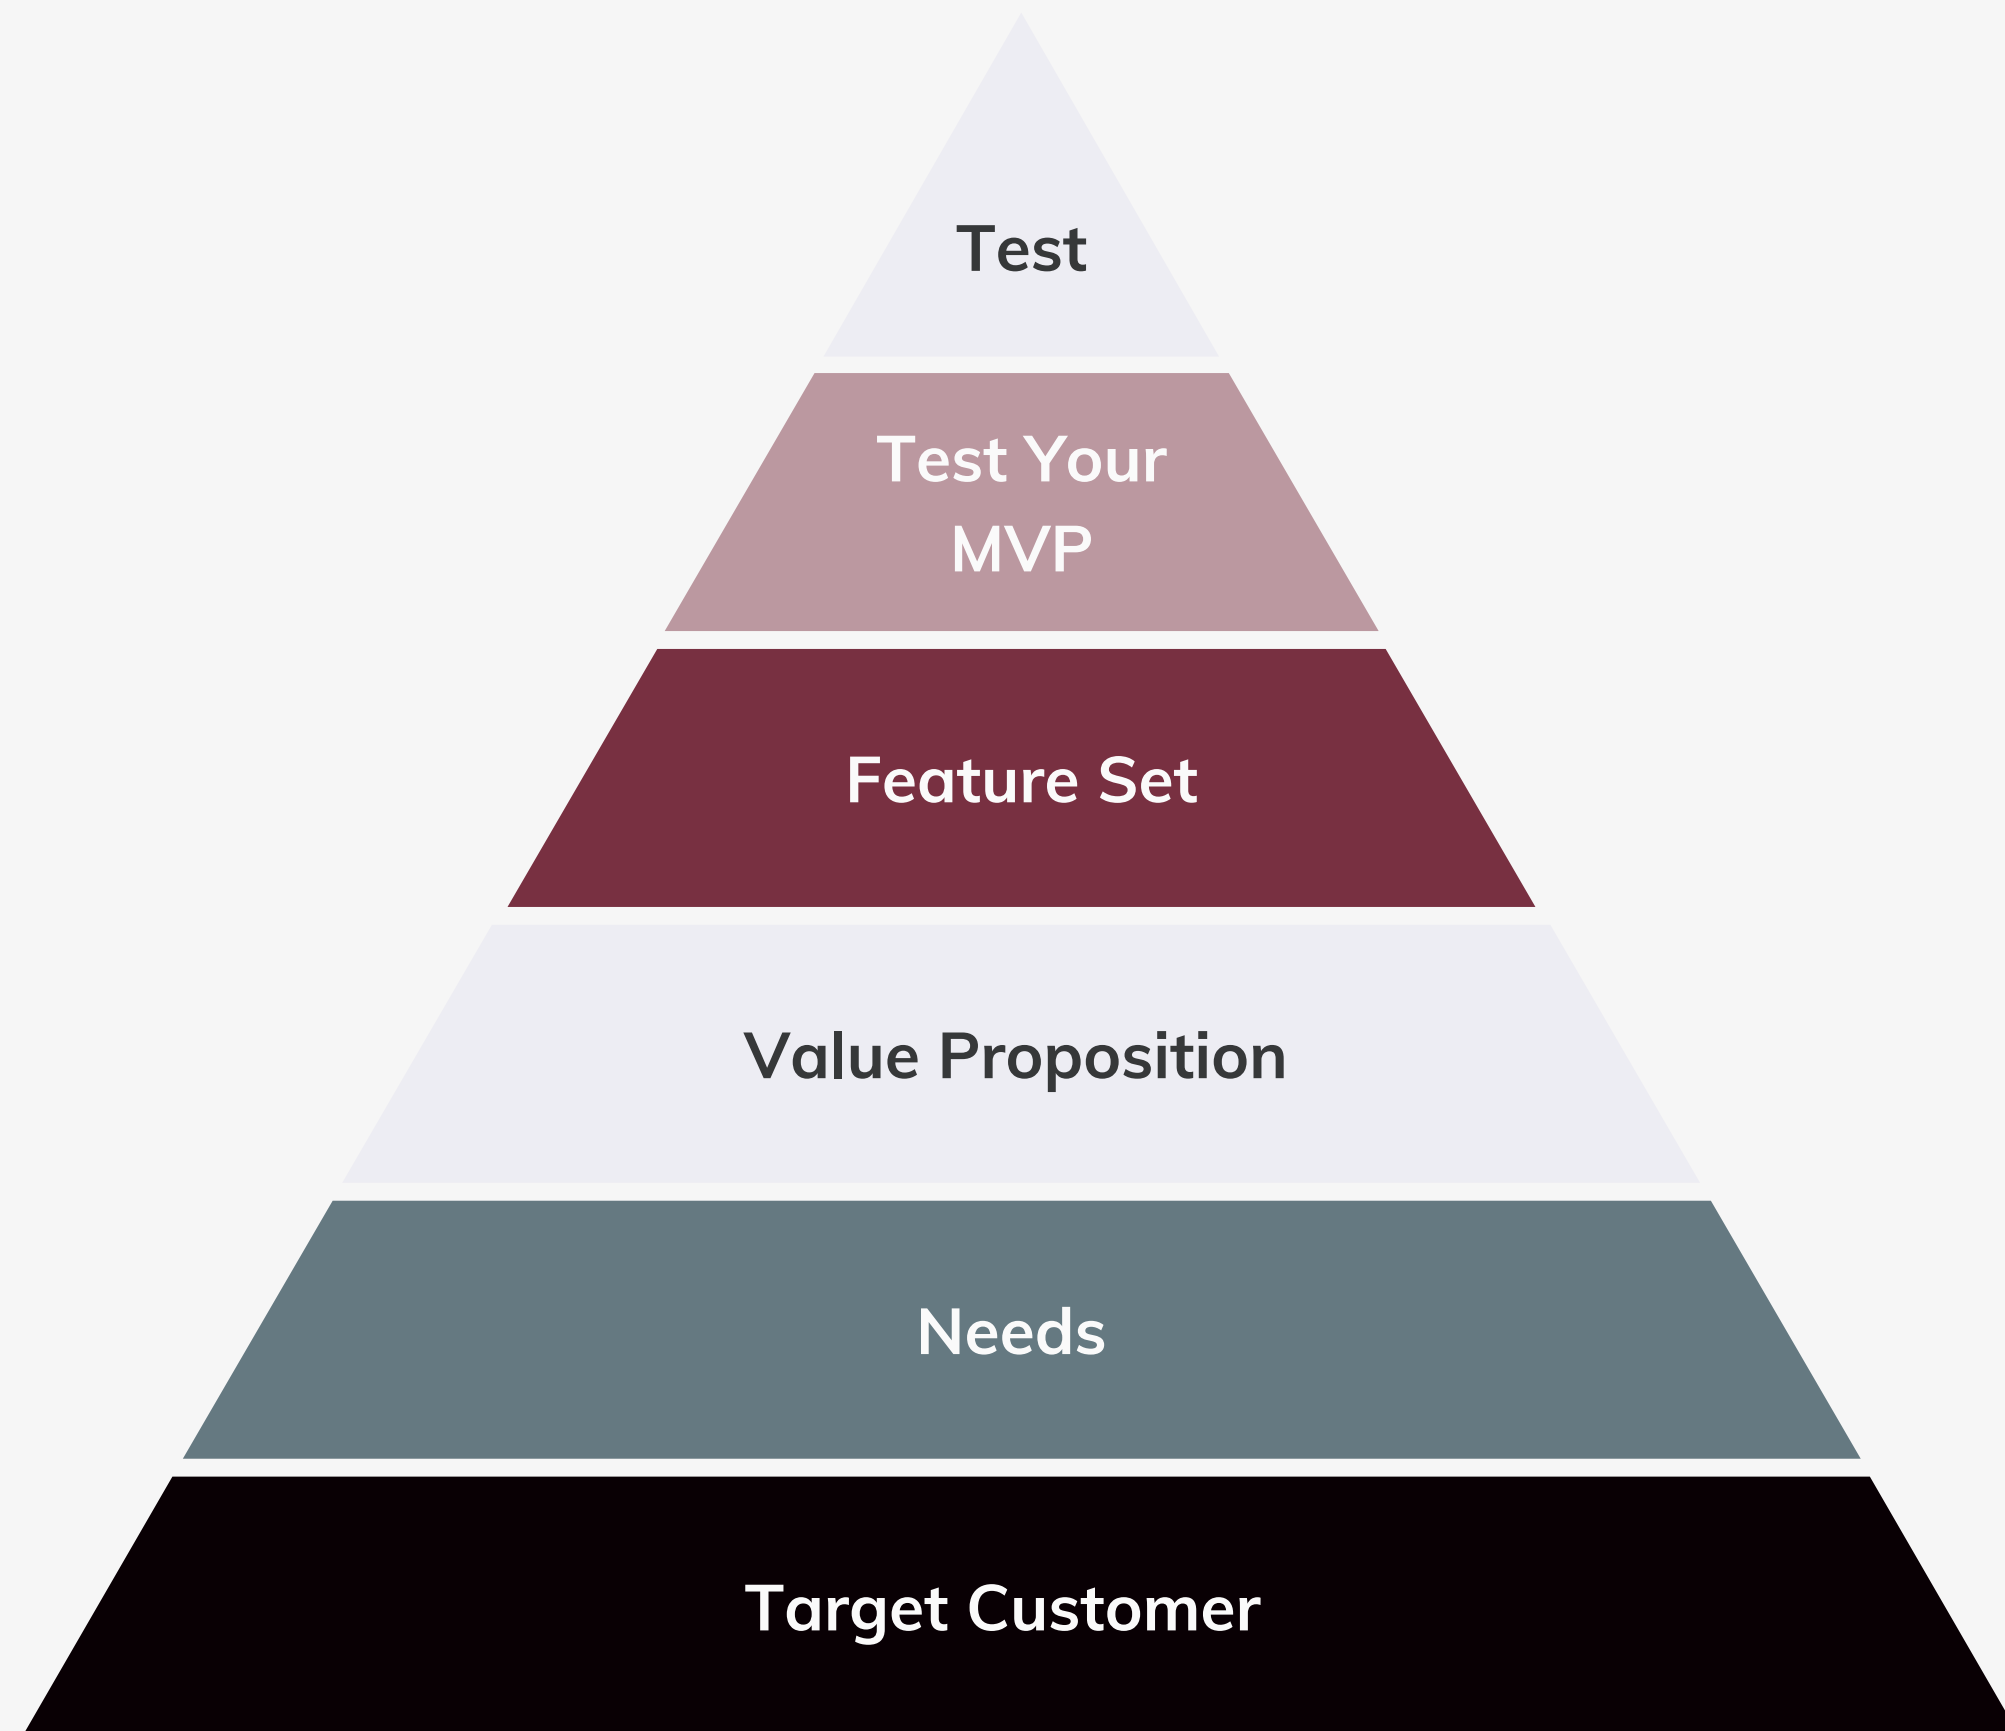 Test
Test Your
MVP
Feature Set
Value Proposition
Needs
Target Customer